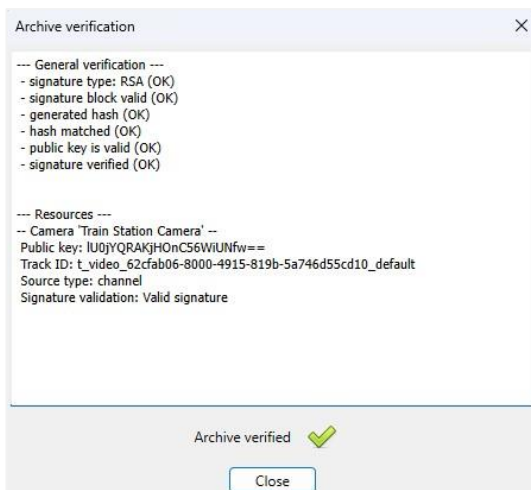 Archive verification
--- General verification ---
- signature type: RSA (OK)
- signature block valid (OK)
- generated hash (OK)
- hash matched (OK)
- public key is valid (OK)
- signature verified (OK)
--- Resources ---
-- Camera 'Train Station Camera' --
Public key: lU0jYQRAKjHOnC56WiUNfw==
Track ID: t_video_62cfab06-8000-4915-819b-5a746d55cd10_default
Source type: channel
Signature validation: Valid signature
Archive verified
Close